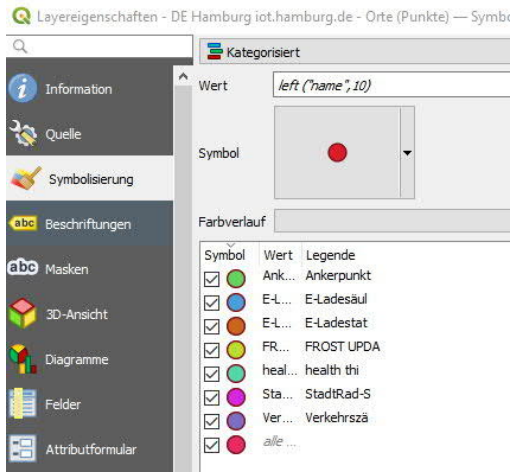 Layereigenschaften - DE Hamburg iot.hamburg.de - Orte (Punkte) — Symbo
Information
Quelle
Symbolisierung
abc Beschriftungen
abc Masken
3D-Ansicht
Diagramme
Felder
Attributformular
Kategorisiert
Wert left ("name",10)
Symbol
Farbverlauf
Symbol Wert Legende
Ank... Ankerpunkt
E-L... E-Ladesäul
E-L... E-Ladestat
FR... FROST UPDA
heal... health thi
Sta... StadtRad-S
Ver... Verkehrszä
alle ...